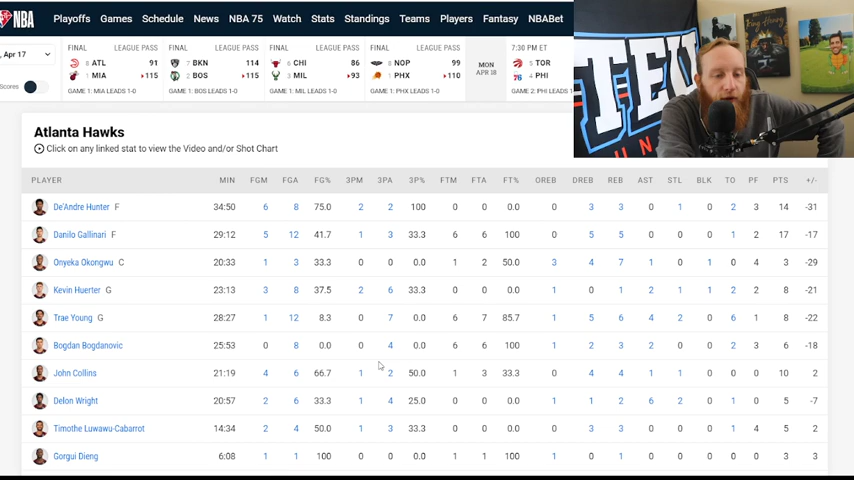 NBA Playoffs Games Schedule News NBA 75 Watch Stats Standings Teams Players Fantasy NBABet
, Apr 17
Scores
FINAL LEAGUE PASS
8 ATL 91
1 MIA 115
GAME 1: MIA LEADS 1-0
FINAL LEAGUE PASS
7 BKN 114
2 BOS 115
GAME 1: BOS LEADS 1-0
FINAL LEAGUE PASS
6 CHI 86
3 MIL 93
GAME 1: MIL LEADS 1-0
FINAL LEAGUE PASS
8 NOP 99
1 PHX 110
GAME 1: PHX LEADS 1-0
MON
APR 18
7:30 PM ET
5 TOR
4 PHI
GAME 2: PHI L
TEU
UN
Atlanta Hawks
Click on any linked stat to view the Video and/or Shot Chart
PLAYER MIN FGM FGA FG% 3PM 3PA 3P% FTM FTA FT% OREB DREB REB AST STL BLK TO PF PTS +/-
De'Andre Hunter F 34:50 6 8 75.0 2 2 100 0 0 0.0 0 3 3 0 1 0 2 3 14 -31
Danilo Gallinari F 29:12 5 12 41.7 1 3 33.3 6 6 100 0 5 5 0 0 0 1 2 17 -17
Onyeka Okongwu C 20:33 1 3 33.3 0 0 0.0 1 2 50.0 3 4 7 1 0 1 0 4 3 -29
Kevin Huerter G 23:13 3 8 37.5 2 6 33.3 0 0 0.0 1 0 1 2 1 1 2 2 8 -21
Trae Young G 28:27 1 12 8.3 0 7 0.0 6 7 85.7 1 5 6 4 2 0 6 1 8 -22
Bogdan Bogdanovic 25:53 0 8 0.0 0 4 0.0 6 6 100 1 2 3 2 0 0 2 3 6 -18
John Collins 21:19 4 6 66.7 1 2 50.0 1 3 33.3 0 4 4 1 1 0 0 0 10 2
Delon Wright 20:57 2 6 33.3 1 4 25.0 0 0 0.0 1 1 2 6 2 0 1 0 5 -7
Timothe Luwawu-Cabarrot 14:34 2 4 50.0 1 3 33.3 0 0 0.0 0 3 3 0 0 0 1 4 5 2
Gorgui Dieng 6:08 1 1 100 0 0 0.0 1 1 100 1 0 1 0 0 0 0 0 3 3